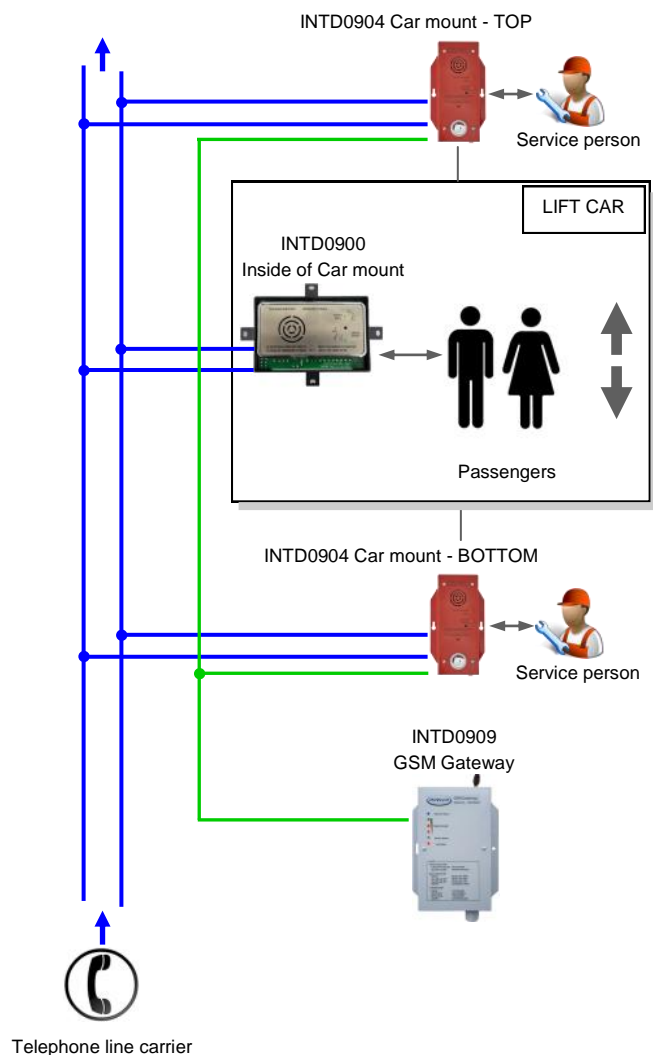 INTD0904 Car mount - TOP
Service person
LIFT CAR
INTD0900
Inside of Car mount
Passengers
INTD0904 Car mount - BOTTOM
Service person
INTD0909
GSM Gateway
Telephone line carrier